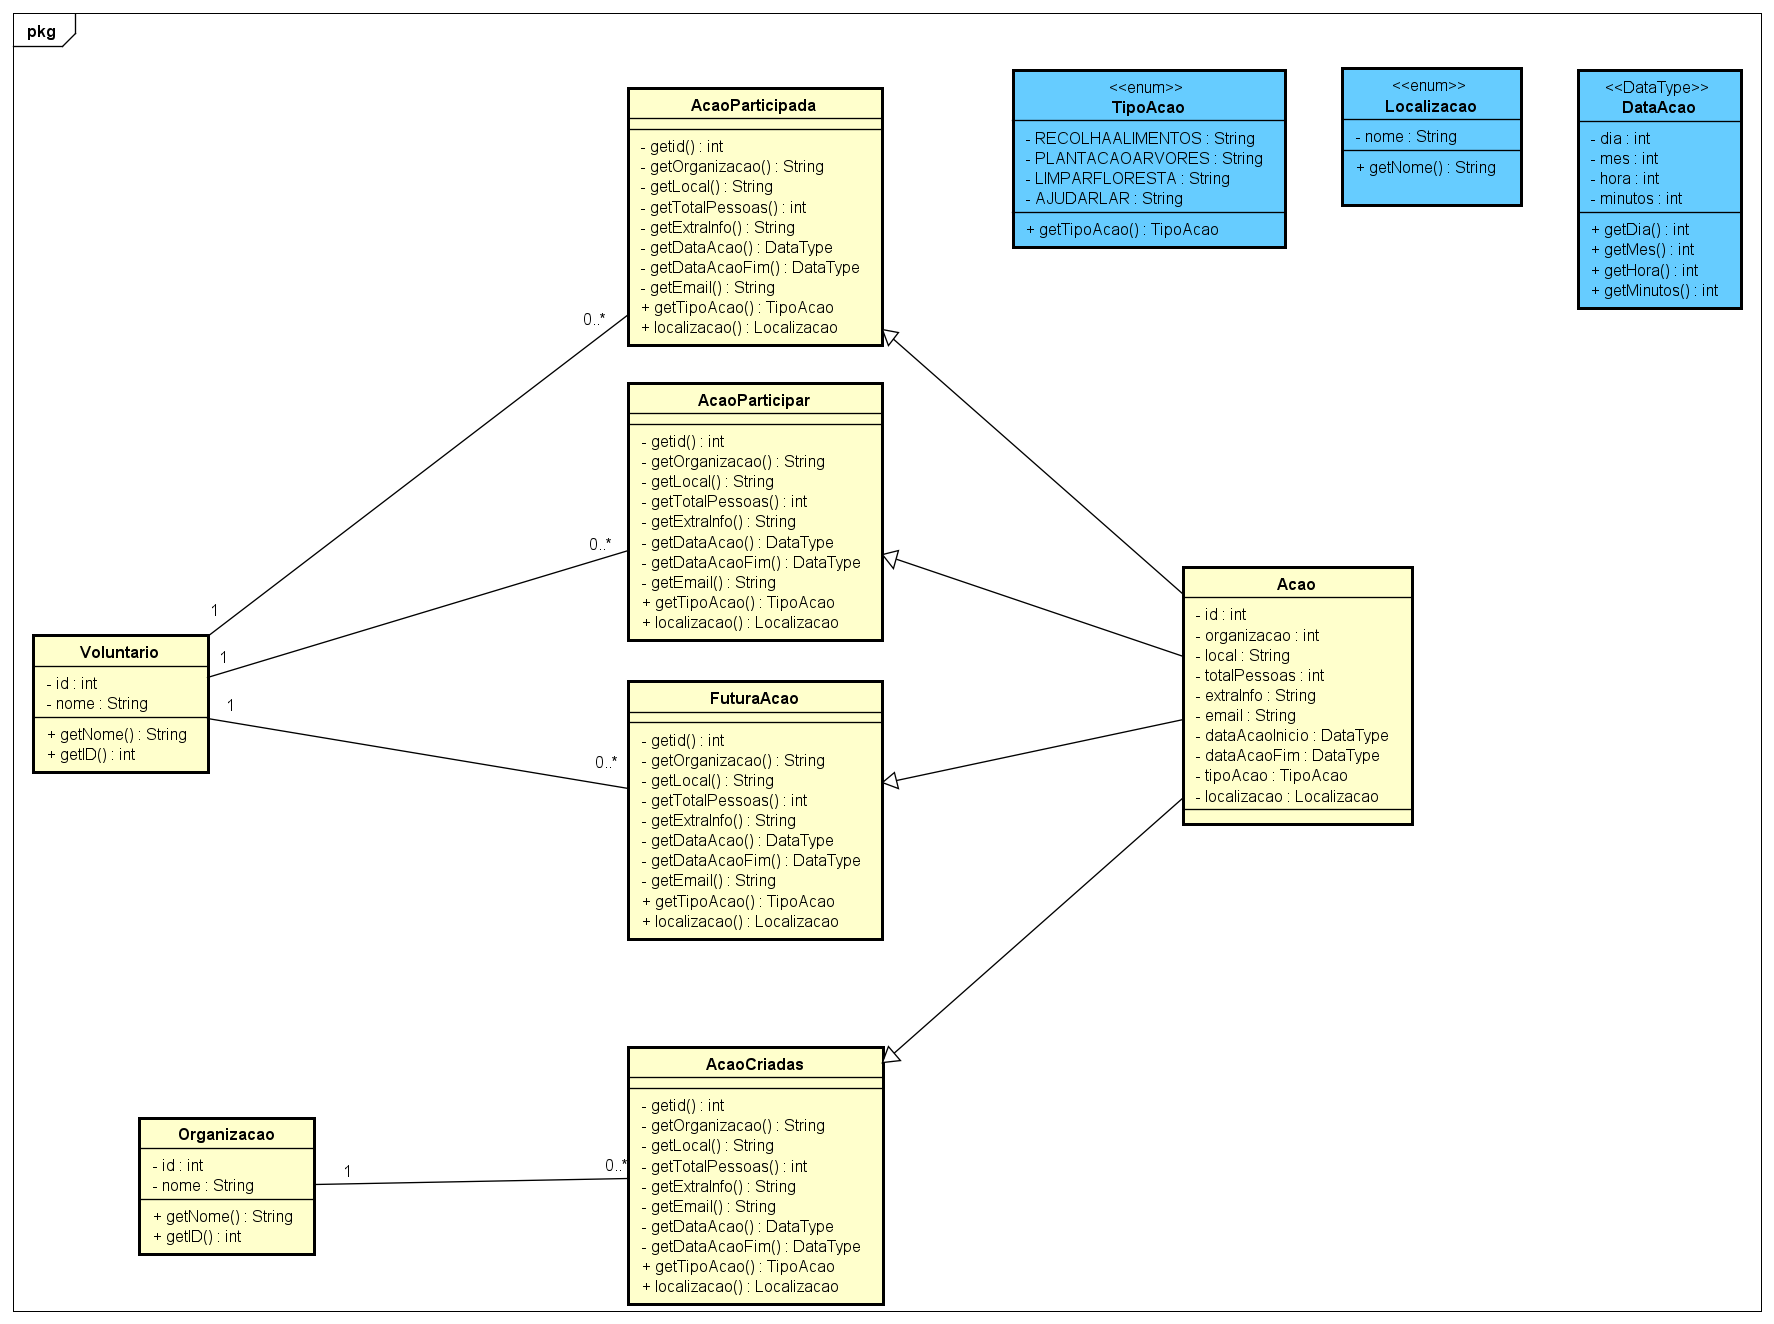 pkg
AcaoParticipada
- getid() : int
- getOrganizacao() : String
- getLocal() : String
- getTotalPessoas() : int
- getExtraInfo() : String
- getDataAcao() : DataType
- getDataAcaoFim() : DataType
- getEmail() : String
+ getTipoAcao() : TipoAcao
+ localizacao() : Localizacao
<<enum>>
TipoAcao
- RECOLHAALIMENTOS : String
- PLANTACAOARVORES : String
- LIMPARFLORESTA : String
- AJUDARLAR : String
+ getTipoAcao() : TipoAcao
<<enum>>
Localizacao
- nome : String
+ getNome() : String
<<DataType>>
DataAcao
- dia : int
- mes : int
- hora : int
- minutos : int
+ getDia() : int
+ getMes() : int
+ getHora() : int
+ getMinutos() : int
0..*
AcaoParticipar
- getid() : int
- getOrganizacao() : String
- getLocal() : String
- getTotalPessoas() : int
- getExtraInfo() : String
- getDataAcao() : DataType
- getDataAcaoFim() : DataType
- getEmail() : String
+ getTipoAcao() : TipoAcao
+ localizacao() : Localizacao
0..*
1
1
1
Voluntario
- id : int
- nome : String
+ getNome() : String
+ getID() : int
Acao
- id : int
- organizacao : int
- local : String
- totalPessoas : int
- extraInfo : String
- email : String
- dataAcaoInicio : DataType
- dataAcaoFim : DataType
- tipoAcao : TipoAcao
- localizacao : Localizacao
0..*
FuturaAcao
- getid() : int
- getOrganizacao() : String
- getLocal() : String
- getTotalPessoas() : int
- getExtraInfo() : String
- getDataAcao() : DataType
- getDataAcaoFim() : DataType
- getEmail() : String
+ getTipoAcao() : TipoAcao
+ localizacao() : Localizacao
Organizacao
- id : int
- nome : String
+ getNome() : String
+ getID() : int
1
0..*
AcaoCriadas
- getid() : int
- getOrganizacao() : String
- getLocal() : String
- getTotalPessoas() : int
- getExtraInfo() : String
- getEmail() : String
- getDataAcao() : DataType
- getDataAcaoFim() : DataType
+ getTipoAcao() : TipoAcao
+ localizacao() : Localizacao